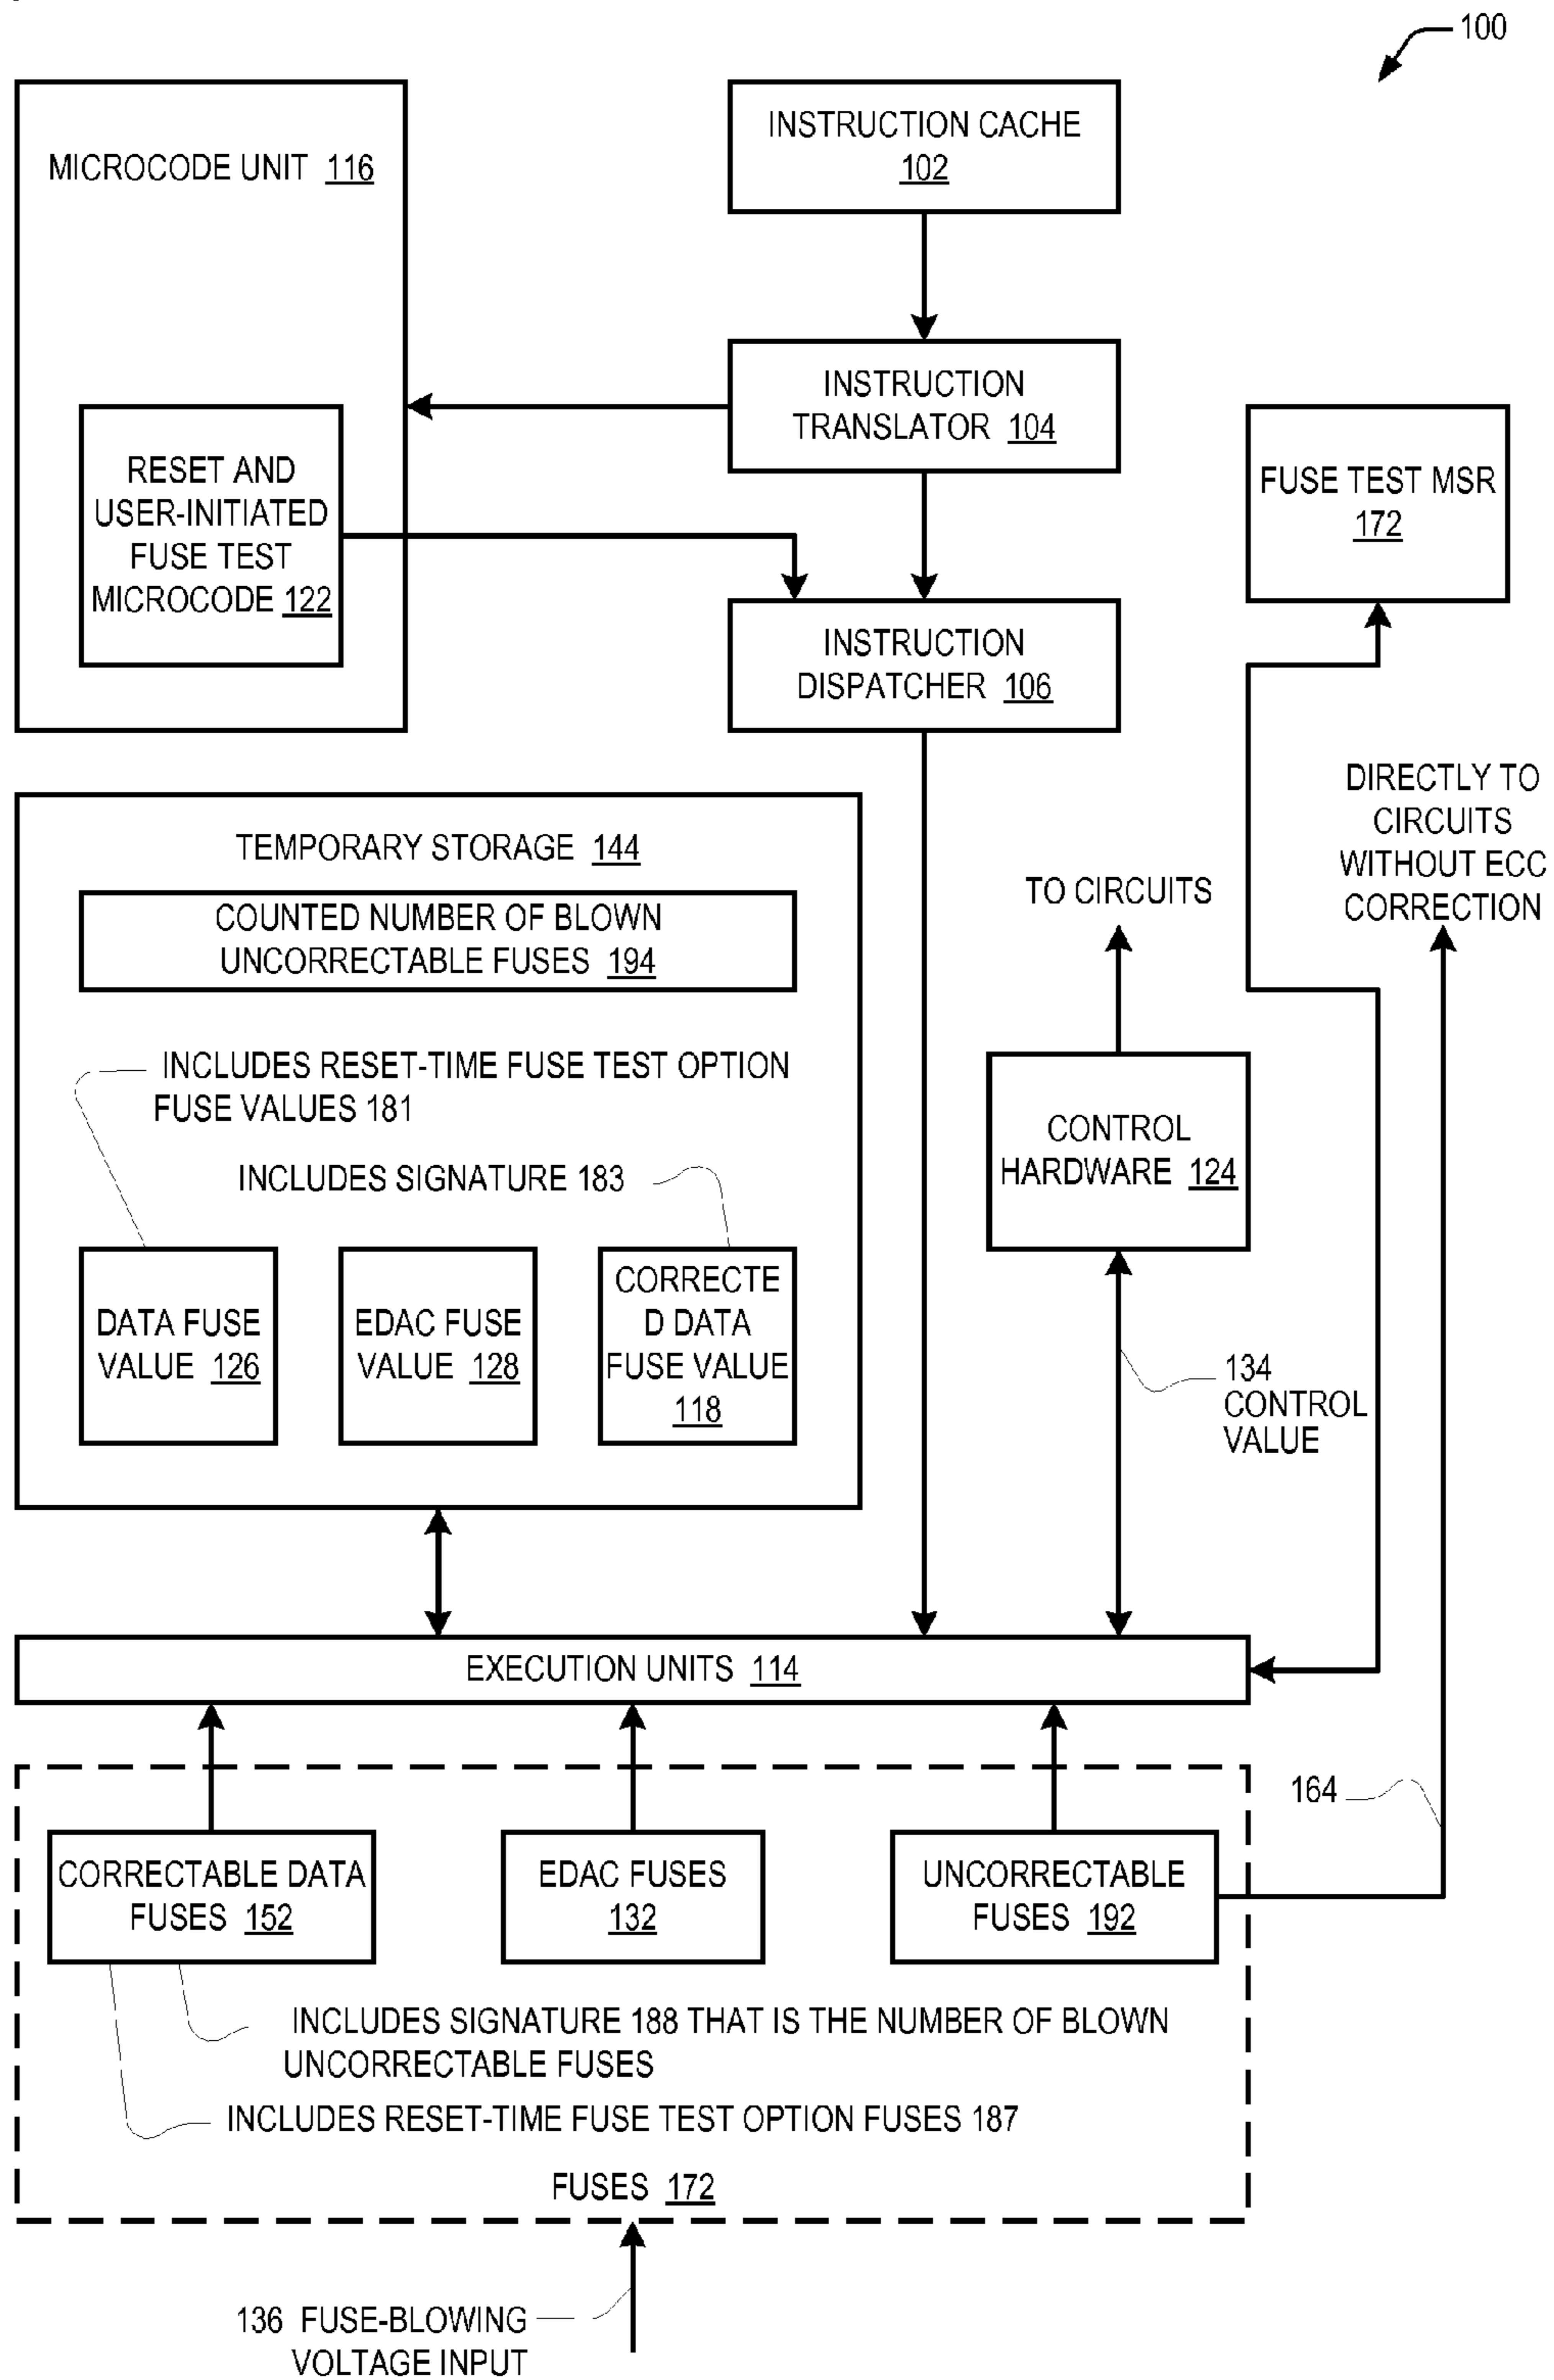 100
INSTRUCTION CACHE
102
MICROCODE UNIT 116
INSTRUCTION
TRANSLATOR 104
RESET AND
USER-INITIATED
FUSE TEST
MICROCODE 122
FUSE TEST MSR
172
INSTRUCTION
DISPATCHER 106
DIRECTLY TO
CIRCUITS
WITHOUT ECC
CORRECTION
TEMPORARY STORAGE 144
COUNTED NUMBER OF BLOWN
UNCORRECTABLE FUSES 194
TO CIRCUITS
INCLUDES RESET-TIME FUSE TEST OPTION
FUSE VALUES 181
INCLUDES SIGNATURE 183
CONTROL
HARDWARE 124
DATA FUSE
VALUE 126
EDAC FUSE
VALUE 128
CORRECTE
D DATA
FUSE VALUE
118
134
CONTROL
VALUE
EXECUTION UNITS 114
164
CORRECTABLE DATA
FUSES 152
EDAC FUSES
132
UNCORRECTABLE
FUSES 192
INCLUDES SIGNATURE 188 THAT IS THE NUMBER OF BLOWN
UNCORRECTABLE FUSES
INCLUDES RESET-TIME FUSE TEST OPTION FUSES 187
FUSES 172
136 FUSE-BLOWING
VOLTAGE INPUT